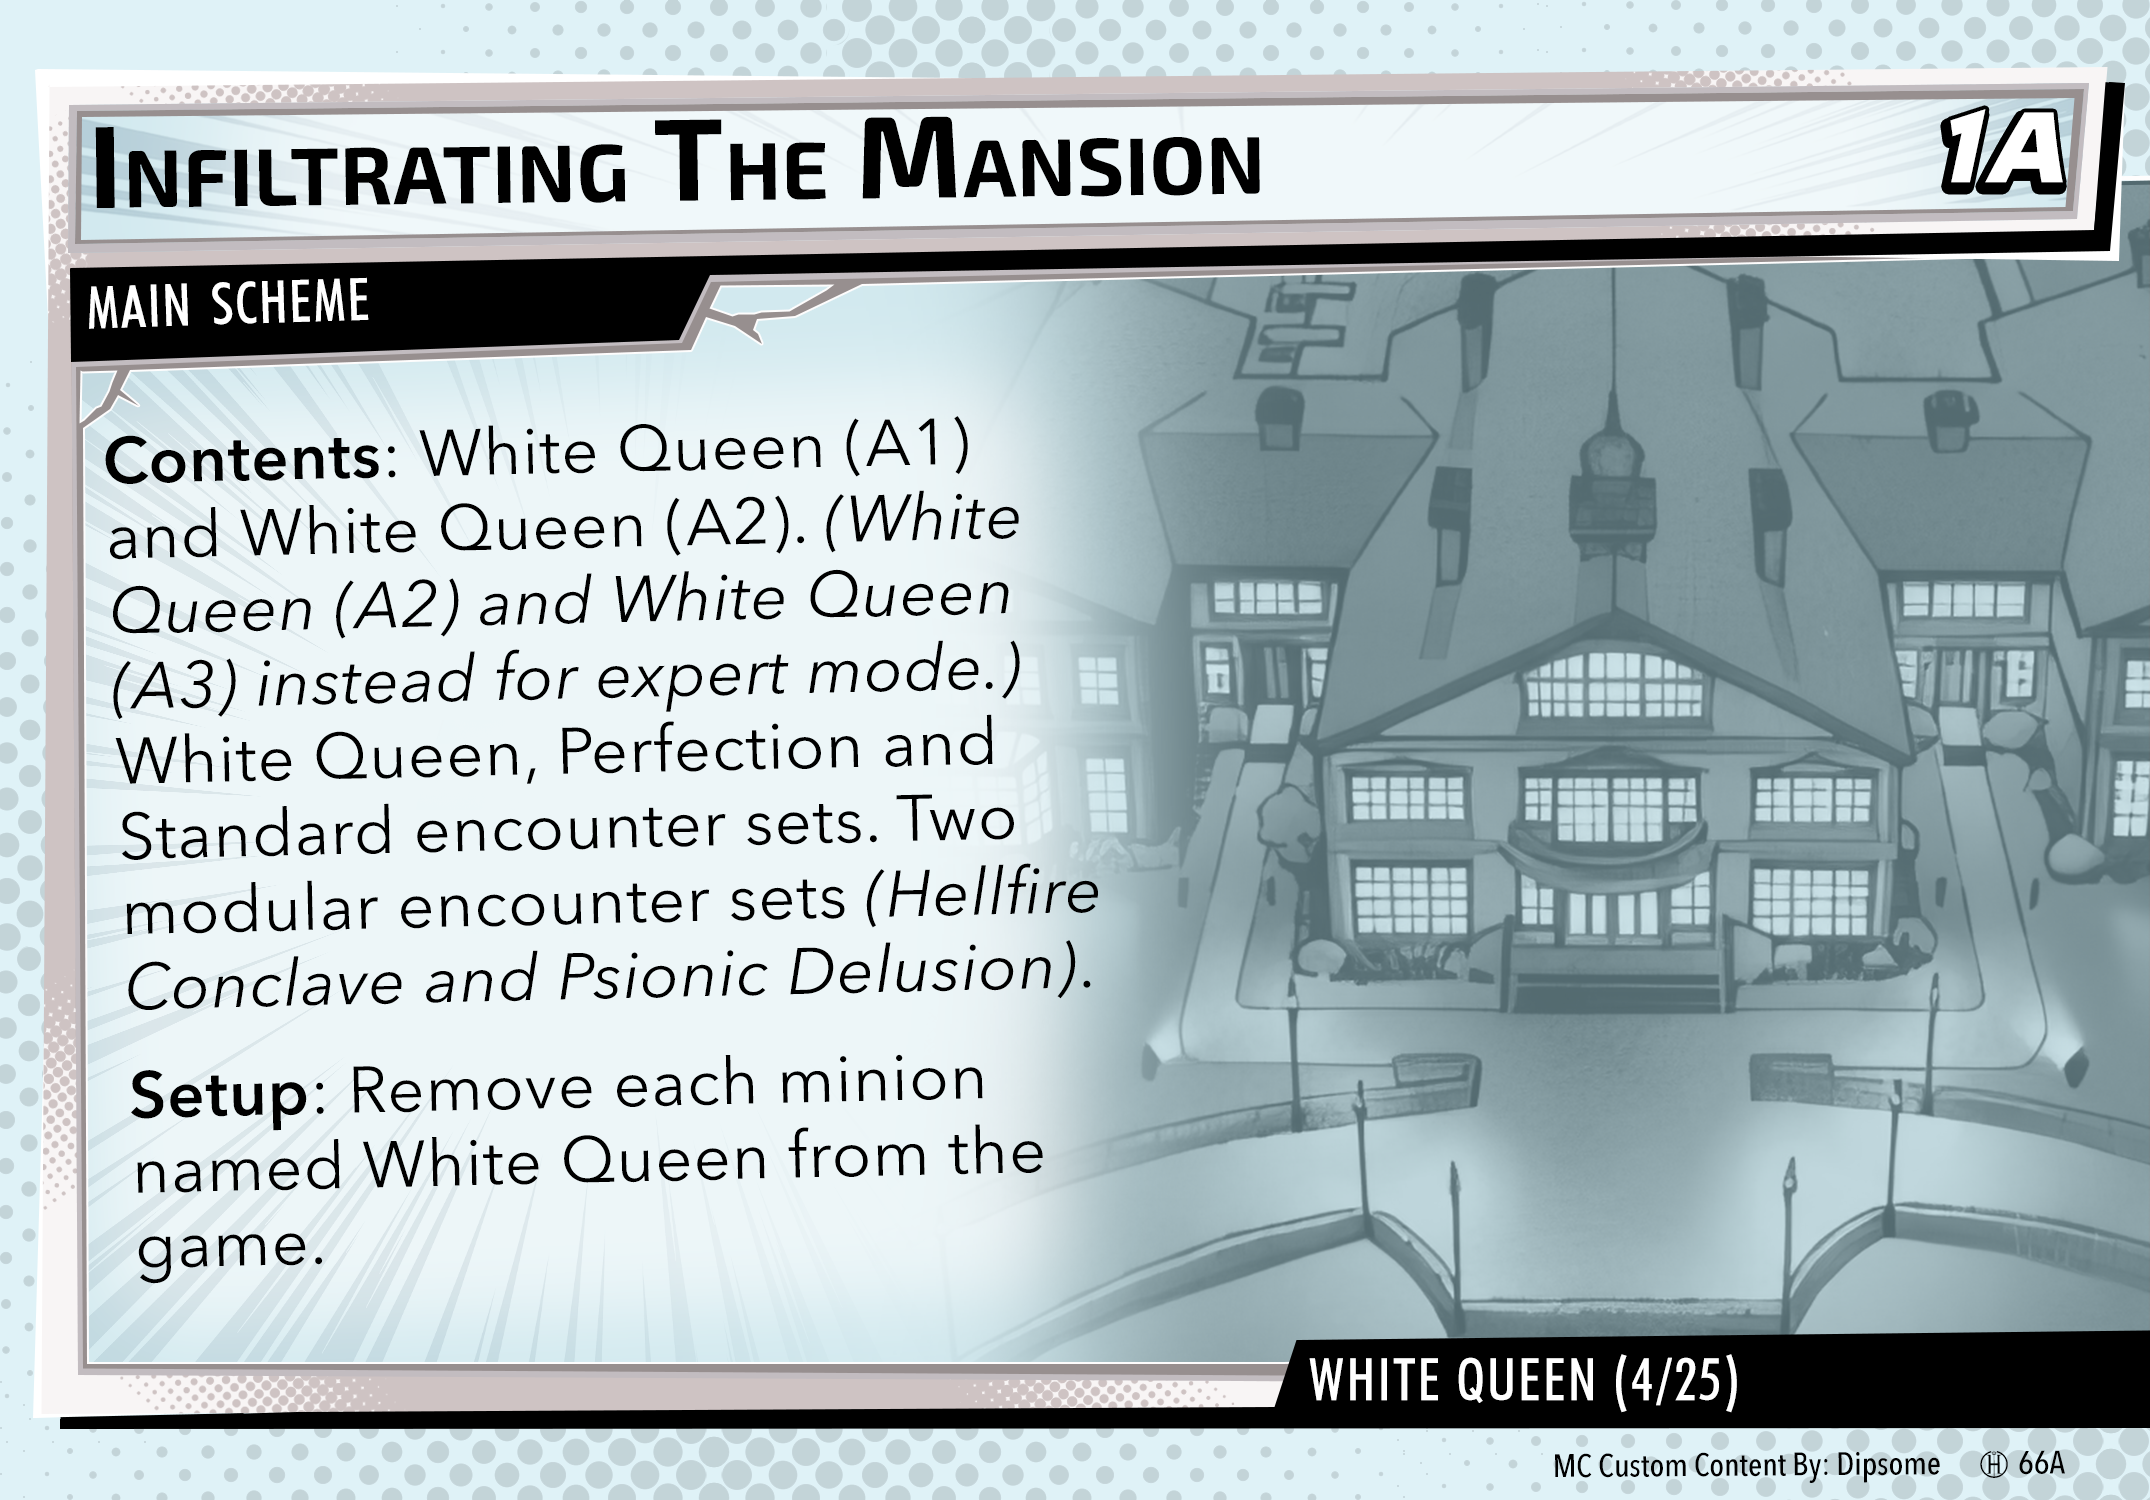 Infiltrating The Mansion
1A
MAIN SCHEME
Contents: White Queen (A1)
and White Queen (A2). (White
Queen (A2) and White Queen
(A3) instead for expert mode.)
White Queen, Perfection and
Standard encounter sets. Two
modular encounter sets (Hellfire
Conclave and Psionic Delusion).
Setup: Remove each minion
named White Queen from the
game.
WHITE QUEEN (4/25)
MC Custom Content By: Dipsome
H 66A